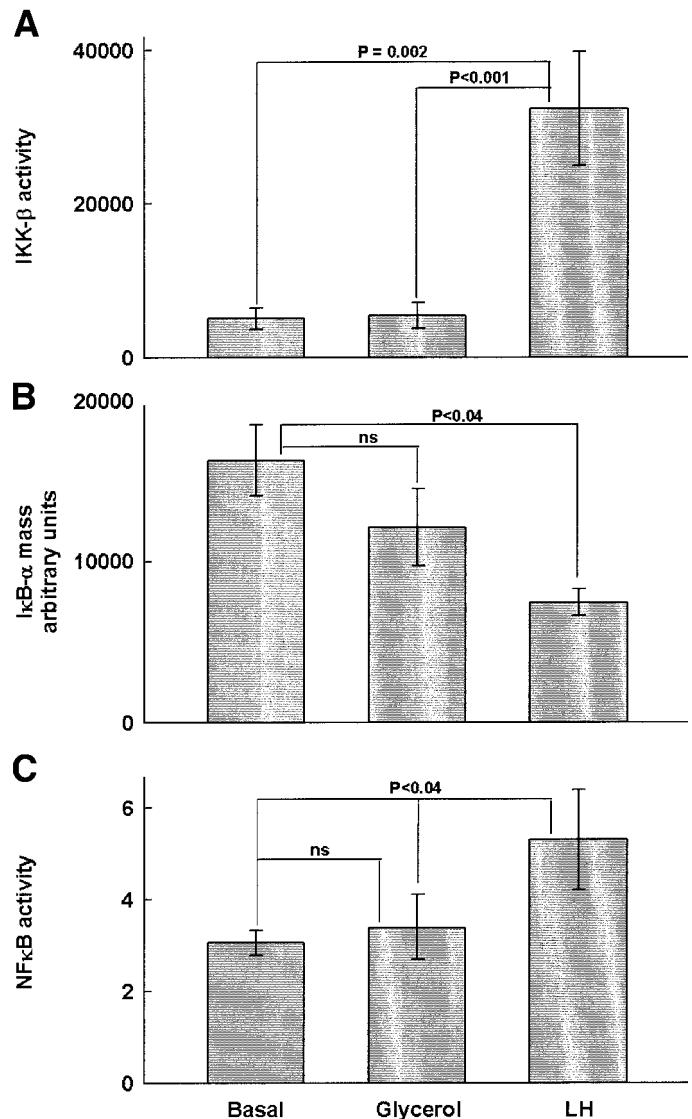 A
40000
P = 0.002
P<0.001
20000
0
IKK-β activity
B
20000
P<0.04
ns
10000
0
IκB-α mass
arbitrary units
C
6
P<0.04
ns
4
2
0
NFκB activity
Basal Glycerol LH